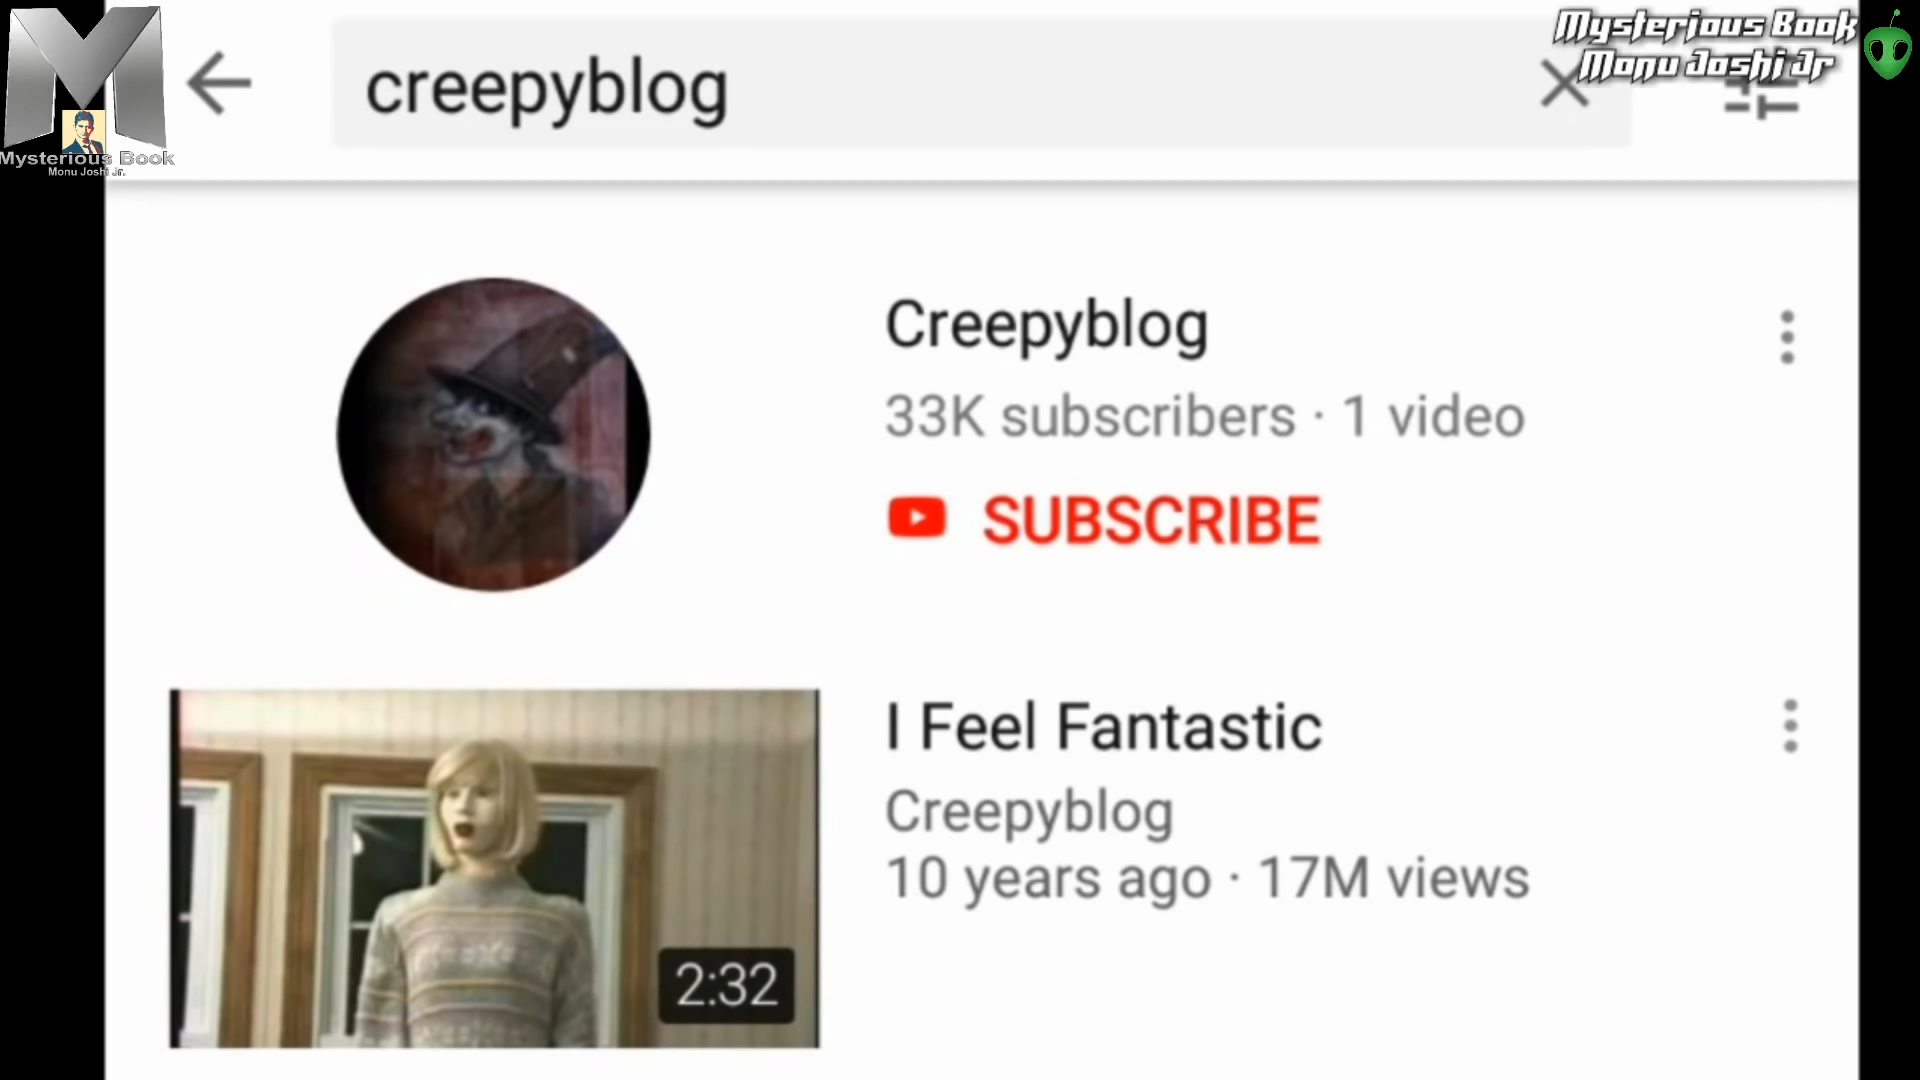 Mysterious Book
Monu Joshi Jr.
creepyblog
Mysterious Book
Monu Joshi Jr
Creepyblog
33K subscribers · 1 video
SUBSCRIBE
I Feel Fantastic
Creepyblog
10 years ago · 17M views
2:32